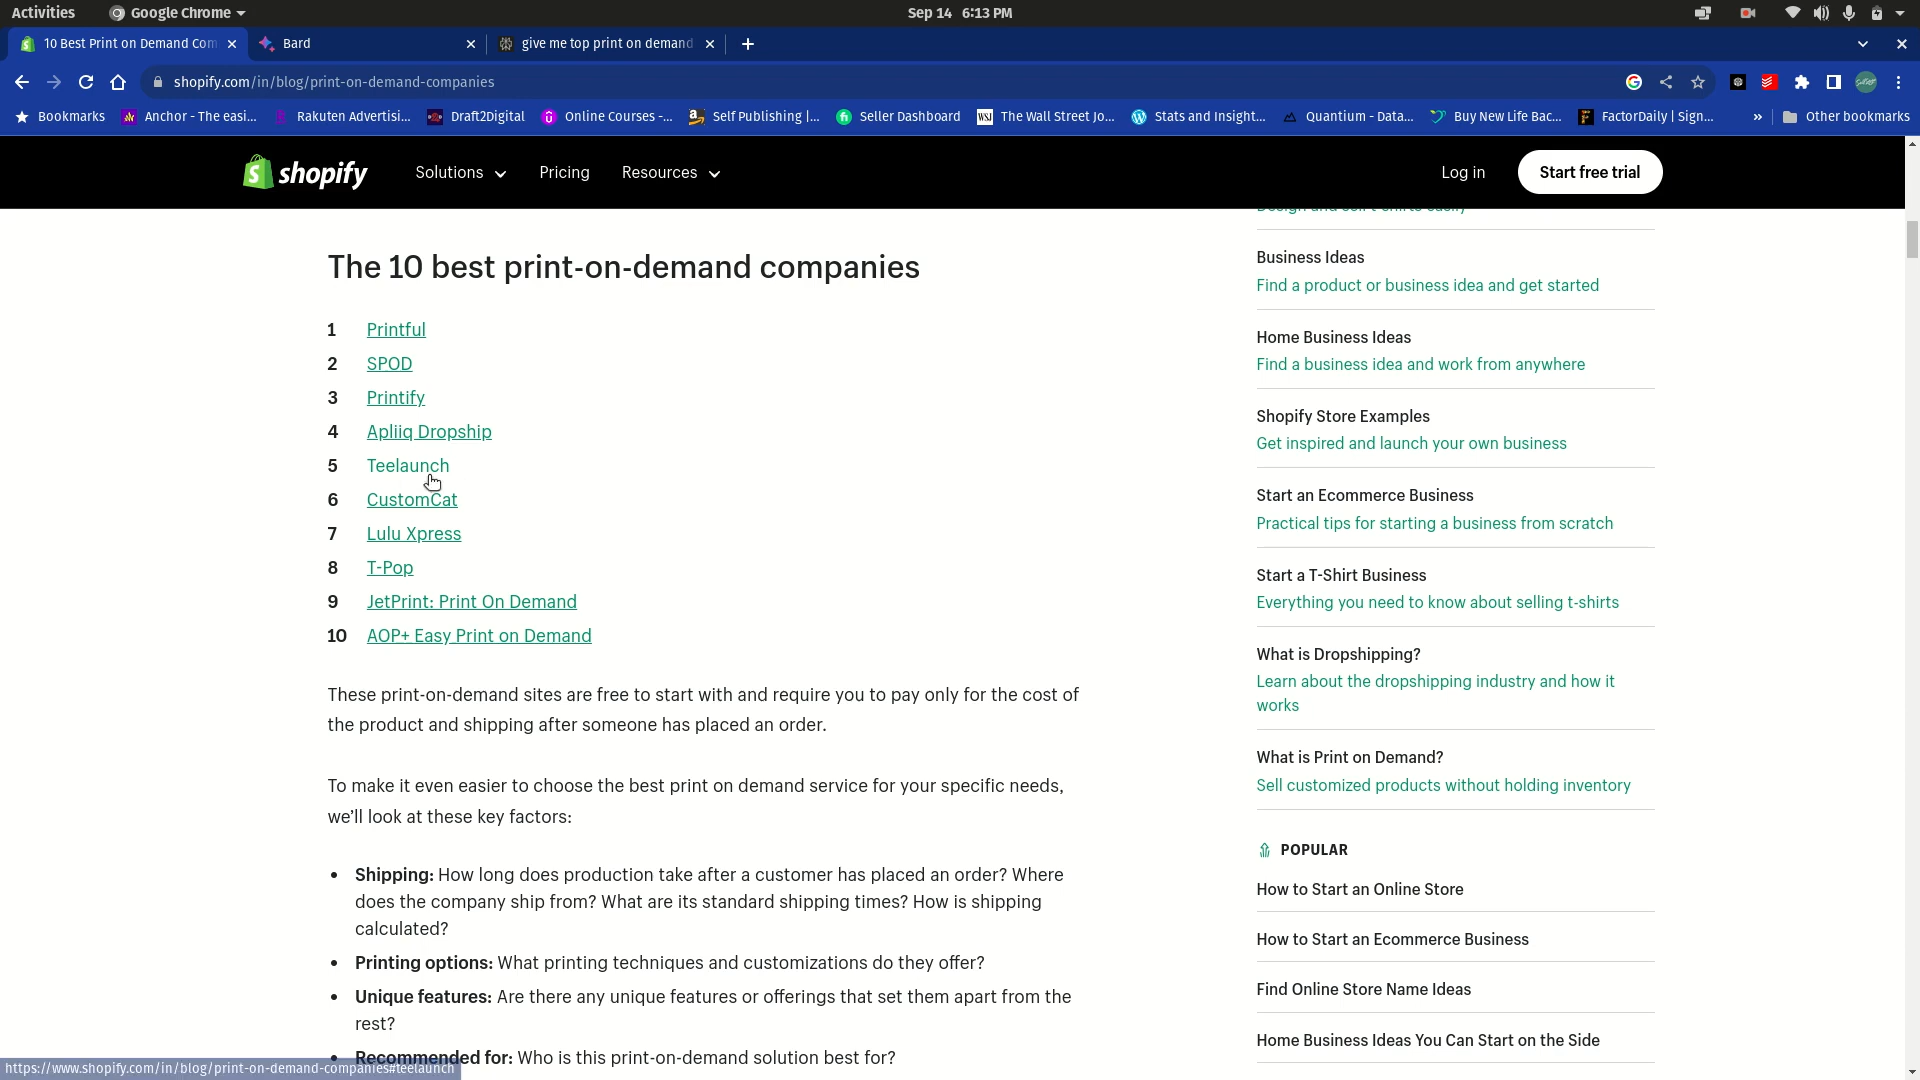 Activities
Google Chrome
Sep 14 6:13 PM
10 Best Print on Demand Com
Bard
give me top print on demand
shopify.com/in/blog/print-on-demand-companies
Bookmarks
Anchor - The easi...
Rakuten Advertisi...
Draft2Digital
Online Courses -...
Self Publishing |...
Seller Dashboard
The Wall Street Jo...
Stats and Insight...
Quantium - Data...
Buy New Life Bac...
FactorDaily | Sign...
»
Other bookmarks
shopify
Solutions
Pricing
Resources
Log in
Start free trial
The 10 best print-on-demand companies
1 Printful
2 SPOD
3 Printify
4 Apliiq Dropship
5 Teelaunch
6 CustomCat
7 Lulu Xpress
8 T-Pop
9 JetPrint: Print On Demand
10 AOP+ Easy Print on Demand
These print-on-demand sites are free to start with and require you to pay only for the cost of
the product and shipping after someone has placed an order.
To make it even easier to choose the best print on demand service for your specific needs,
we'll look at these key factors:
• Shipping: How long does production take after a customer has placed an order? Where
does the company ship from? What are its standard shipping times? How is shipping
calculated?
• Printing options: What printing techniques and customizations do they offer?
• Unique features: Are there any unique features or offerings that set them apart from the
rest?
• Recommended for: Who is this print-on-demand solution best for?
https://www.shopify.com/in/blog/print-on-demand-companies#teelaunch
Design and sell t-shirts easily
Business Ideas
Find a product or business idea and get started
Home Business Ideas
Find a business idea and work from anywhere
Shopify Store Examples
Get inspired and launch your own business
Start an Ecommerce Business
Practical tips for starting a business from scratch
Start a T-Shirt Business
Everything you need to know about selling t-shirts
What is Dropshipping?
Learn about the dropshipping industry and how it
works
What is Print on Demand?
Sell customized products without holding inventory
POPULAR
How to Start an Online Store
How to Start an Ecommerce Business
Find Online Store Name Ideas
Home Business Ideas You Can Start on the Side